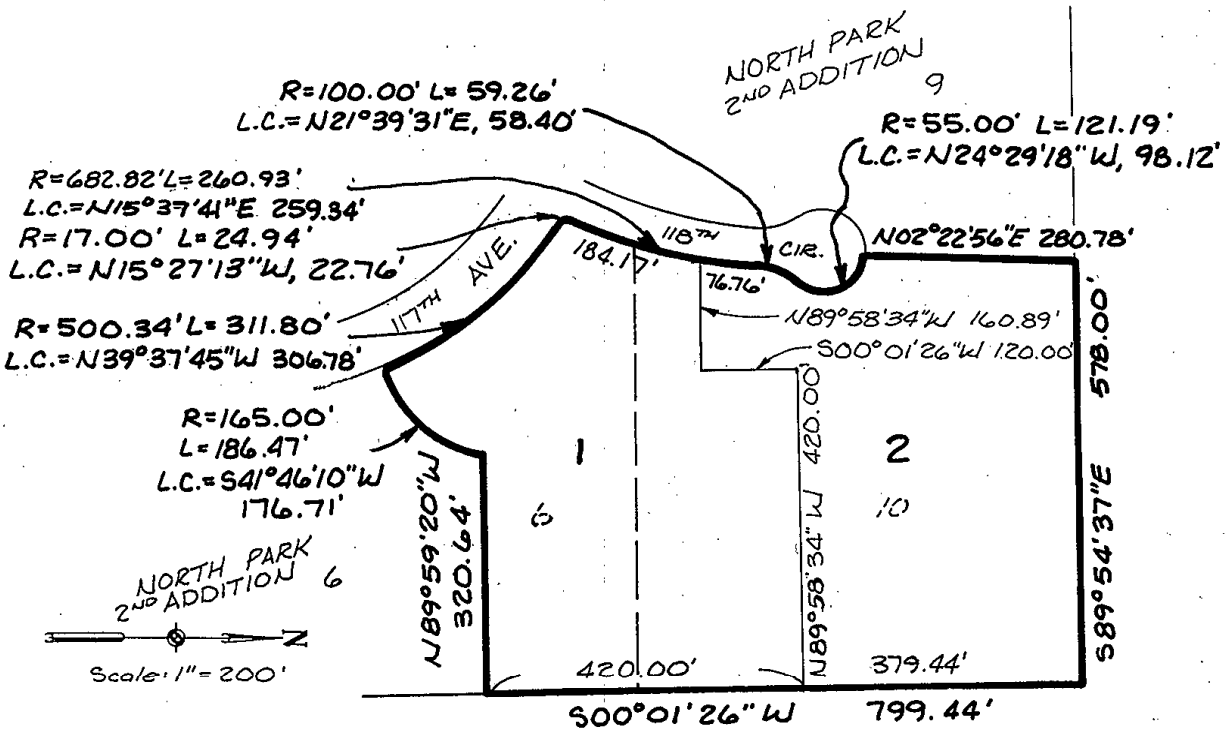 NORTH PARK
2ND ADDITION
9
R=100.00' L= 59.26'
L.C.=N21°39'31"E, 58.40'
R=55.00' L=121.19'
L.C.=N24°29'18"W, 98.12'
R=682.82' L=260.93'
L.C.=N15°37'41"E 259.34'
R=17.00' L=24.94'
L.C.=N15°27'13"W, 22.76'
R=500.34' L=311.80'
L.C.=N39°37'45"W 306.78'
R=165.00'
L=186.47'
L.C.=S41°46'10"W
176.71'
117TH AVE.
118TH CIR.
184.17'
76.76'
N02°22'56"E 280.78'
N89°58'34"W 160.89'
S00°01'26"W 120.00'
578.00'
S89°54'37"E
1
6
2
10
N89°58'34"W 420.00'
N89°59'20"W
320.64'
NORTH PARK
2ND ADDITION
6
N
Scale: 1"=200'
420.00'
379.44'
S00°01'26"W 799.44'